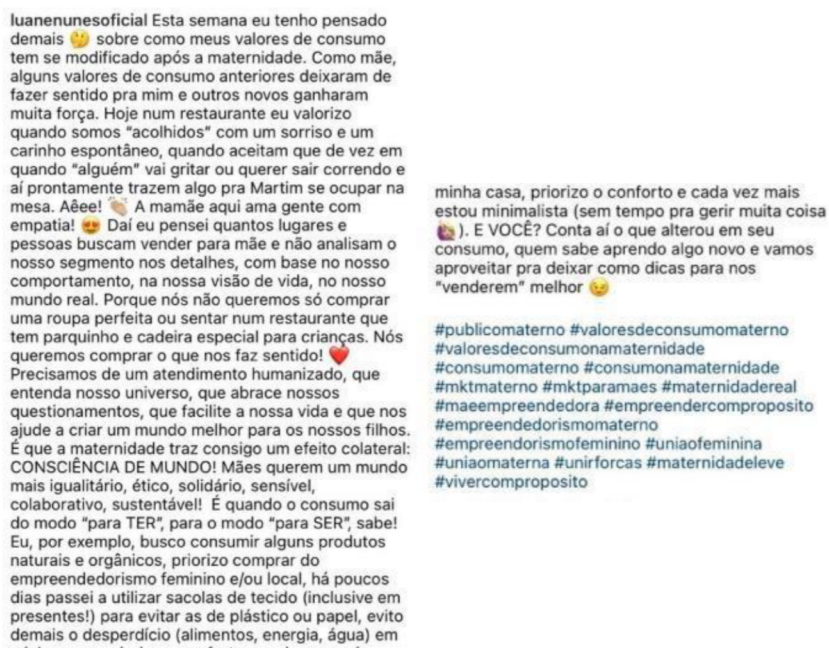 luanenunesoficial Esta semana eu tenho pensado
demais 🤔 sobre como meus valores de consumo
tem se modificado após a maternidade. Como mãe,
alguns valores de consumo anteriores deixaram de
fazer sentido pra mim e outros novos ganharam
muita força. Hoje num restaurante eu valorizo
quando somos “acolhidos” com um sorriso e um
carinho espontâneo, quando aceitam que de vez em
quando “alguém” vai gritar ou querer sair correndo e
aí prontamente trazem algo pra Martim se ocupar na
mesa. Aêee! 👏🏼 A mamãe aqui ama gente com
empatia! 😍 Daí eu pensei quantos lugares e
pessoas buscam vender para mãe e não analisam o
nosso segmento nos detalhes, com base no nosso
comportamento, na nossa visão de vida, no nosso
mundo real. Porque nós não queremos só comprar
uma roupa perfeita ou sentar num restaurante que
tem parquinho e cadeira especial para crianças. Nós
queremos comprar o que nos faz sentido! ❤️
Precisamos de um atendimento humanizado, que
entenda nosso universo, que abrace nossos
questionamentos, que facilite a nossa vida e que nos
ajude a criar um mundo melhor para os nossos filhos.
É que a maternidade traz consigo um efeito colateral:
CONSCIÊNCIA DE MUNDO! Mães querem um mundo
mais igualitário, ético, solidário, sensível,
colaborativo, sustentável! É quando o consumo sai
do modo “para TER”, para o modo “para SER”, sabe!
Eu, por exemplo, busco consumir alguns produtos
naturais e orgânicos, priorizo comprar do
empreendedorismo feminino e/ou local, há poucos
dias passei a utilizar sacolas de tecido (inclusive em
presentes!) para evitar as de plástico ou papel, evito
demais o desperdício (alimentos, energia, água) em
minha casa, priorizo o conforto e cada vez mais
estou minimalista (sem tempo pra gerir muita coisa
🙋🏽‍♀️). E VOCÊ? Conta aí o que alterou em seu
consumo, quem sabe aprendo algo novo e vamos
aproveitar pra deixar como dicas para nos
“venderem” melhor 😉
#publicomaterno #valoresdeconsumomaterno
#valoresdeconsumonamaternidade
#consumomaterno #consumonamaternidade
#mktmaterno #mktparamaes #maternidadereal
#maeempreendedora #empreendercomproposito
#empreendedorismomaterno
#empreendorismofeminino #uniaofeminina
#uniaomaterna #unirforcas #maternidadeleve
#vivercomproposito